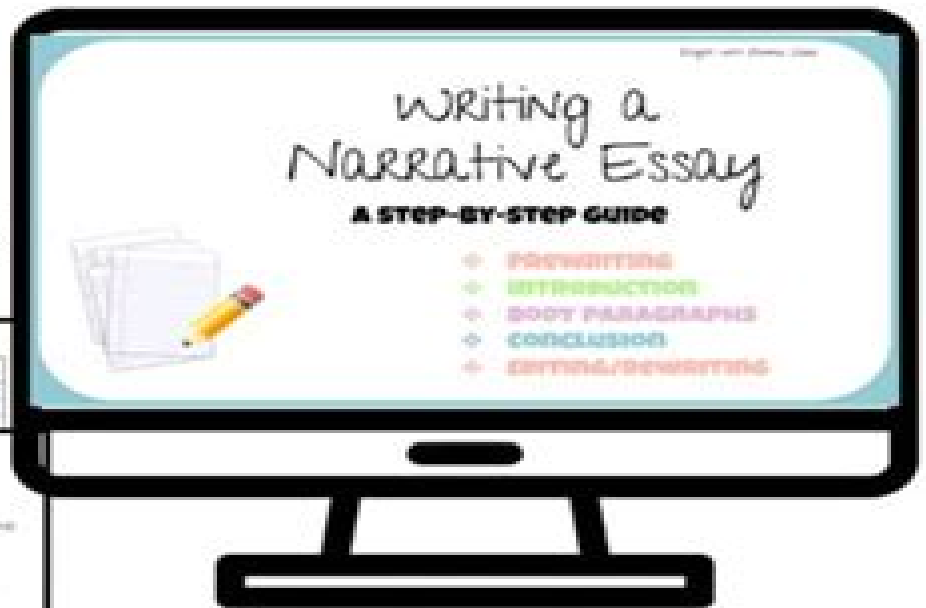 Writing a
Narrative Essay
A STEP-BY-STEP GUIDE
❖ PREWRITING
❖ INTRODUCTION
❖ BODY PARAGRAPHS
❖ CONCLUSION
❖ EDITING/REWRITING